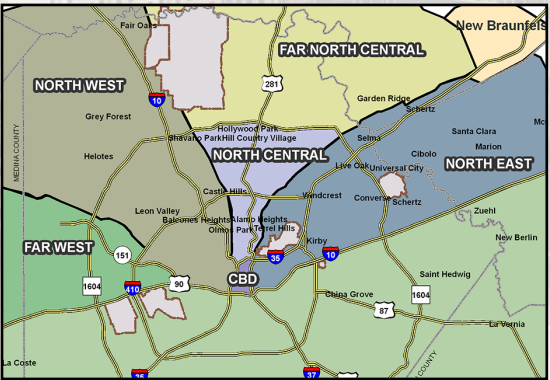 Fair Oaks
New Braunfels
FAR NORTH CENTRAL
NORTH WEST
281
10
Garden Ridge
Schertz
Grey Forest
Hollywood Park
Shavano Park
Hill Country Village
Selma
Santa Clara
Mc
Marion
MEDINA COUNTY
Helotes
NORTH CENTRAL
Cibolo
Live Oak
Universal City
NORTH EAST
Castle Hills
Windcrest
Converse
Schertz
Leon Valley
Balcones Heights
Alamo Heights
Olmos Park
Terrel Hills
Zuehl
FAR WEST
Kirby
New Berlin
151
35
10
CBD
Saint Hedwig
1604
410
90
China Grove
1604
87
La Vernia
La Coste
35
37
COUNTY